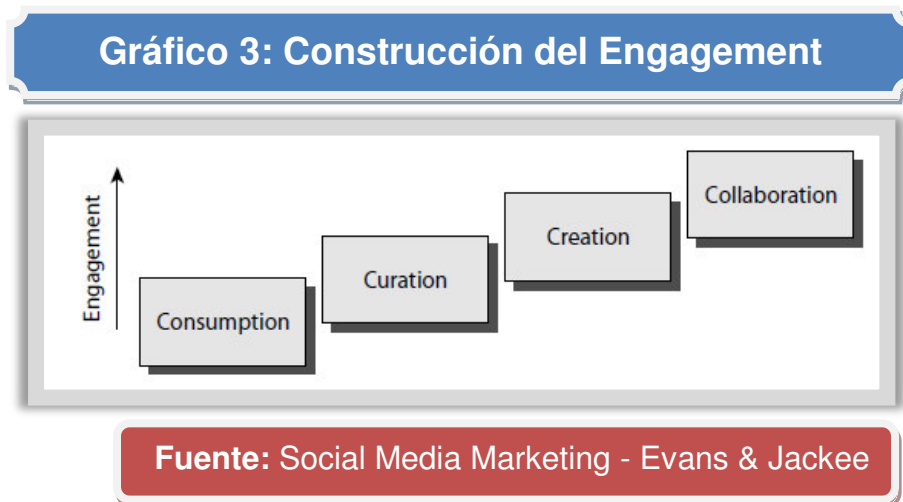 Gráfico 3: Construcción del Engagement
Engagement
Consumption
Curation
Creation
Collaboration
Fuente: Social Media Marketing - Evans & Jackee